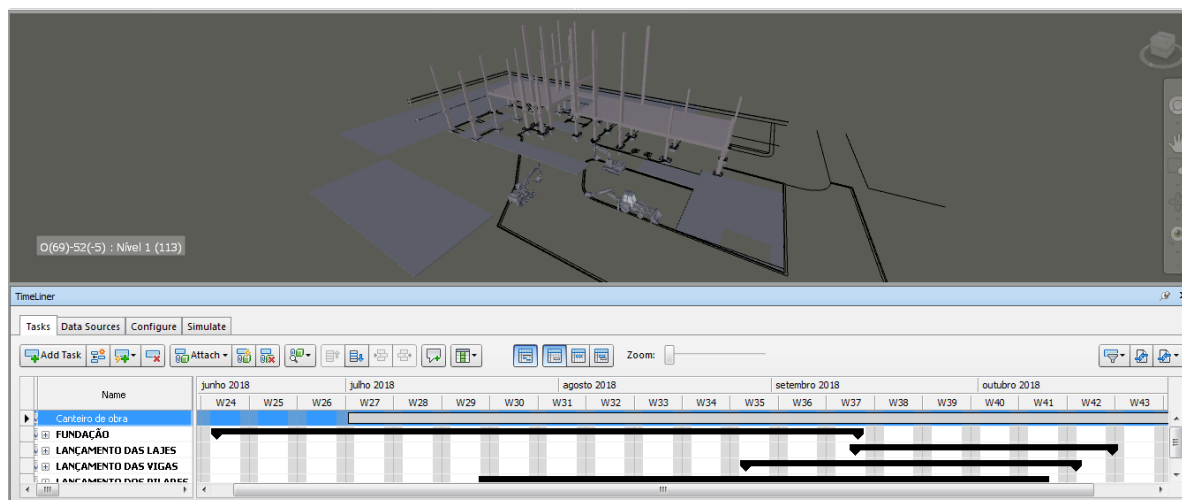 O(69)-52(-5) : Nível 1 (113)
TimeLiner
Tasks Data Sources Configure Simulate
Add Task Attach Zoom:
Name
junho 2018 julho 2018 agosto 2018 setembro 2018 outubro 2018
W24 W25 W26 W27 W28 W29 W30 W31 W32 W33 W34 W35 W36 W37 W38 W39 W40 W41 W42 W43
Canteiro de obra
FUNDAÇÃO
LANÇAMENTO DAS LAJES
LANÇAMENTO DAS VIGAS
LANÇAMENTO DOS PILARES